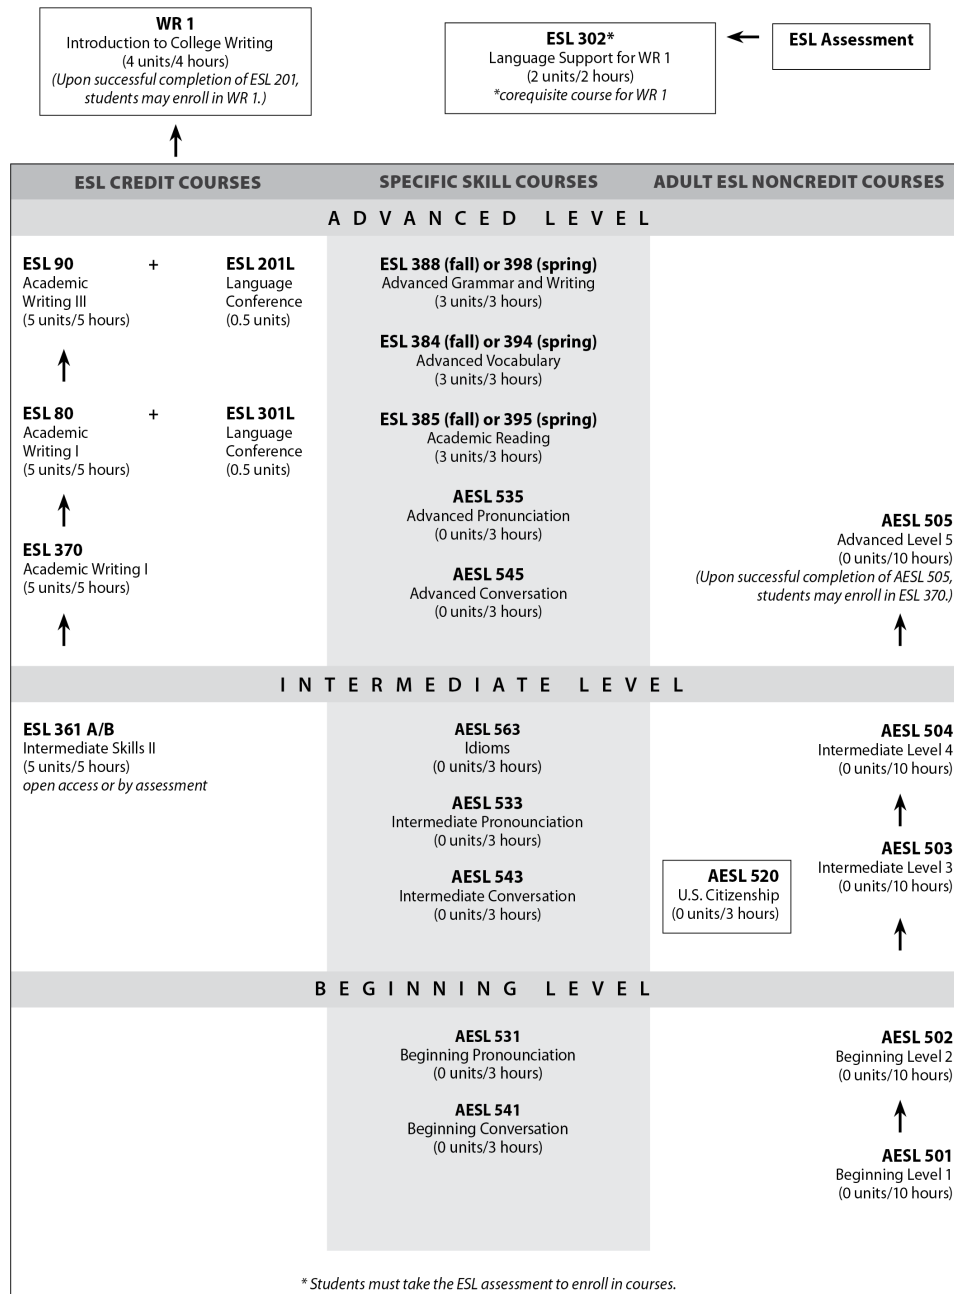 WR 1
Introduction to College Writing
(4 units/4 hours)
(Upon successful completion of ESL 201,
students may enroll in WR 1.)
ESL 302*
Language Support for WR 1
(2 units/2 hours)
*corequisite course for WR 1
ESL Assessment
ESL CREDIT COURSES
SPECIFIC SKILL COURSES
ADULT ESL NONCREDIT COURSES
ADVANCED LEVEL
ESL 90 + ESL 201L
Academic Language
Writing III Conference
(5 units/5 hours) (0.5 units)
ESL 80 + ESL 301L
Academic Language
Writing I Conference
(5 units/5 hours) (0.5 units)
ESL 370
Academic Writing I
(5 units/5 hours)
ESL 388 (fall) or 398 (spring)
Advanced Grammar and Writing
(3 units/3 hours)
ESL 384 (fall) or 394 (spring)
Advanced Vocabulary
(3 units/3 hours)
ESL 385 (fall) or 395 (spring)
Academic Reading
(3 units/3 hours)
AESL 535
Advanced Pronunciation
(0 units/3 hours)
AESL 545
Advanced Conversation
(0 units/3 hours)
AESL 505
Advanced Level 5
(0 units/10 hours)
(Upon successful completion of AESL 505,
students may enroll in ESL 370.)
INTERMEDIATE LEVEL
ESL 361 A/B
Intermediate Skills II
(5 units/5 hours)
open access or by assessment
AESL 563
Idioms
(0 units/3 hours)
AESL 533
Intermediate Pronounciation
(0 units/3 hours)
AESL 543
Intermediate Conversation
(0 units/3 hours)
AESL 504
Intermediate Level 4
(0 units/10 hours)
AESL 503
Intermediate Level 3
(0 units/10 hours)
AESL 520
U.S. Citizenship
(0 units/3 hours)
BEGINNING LEVEL
AESL 531
Beginning Pronounciation
(0 units/3 hours)
AESL 541
Beginning Conversation
(0 units/3 hours)
AESL 502
Beginning Level 2
(0 units/10 hours)
AESL 501
Beginning Level 1
(0 units/10 hours)
* Students must take the ESL assessment to enroll in courses.